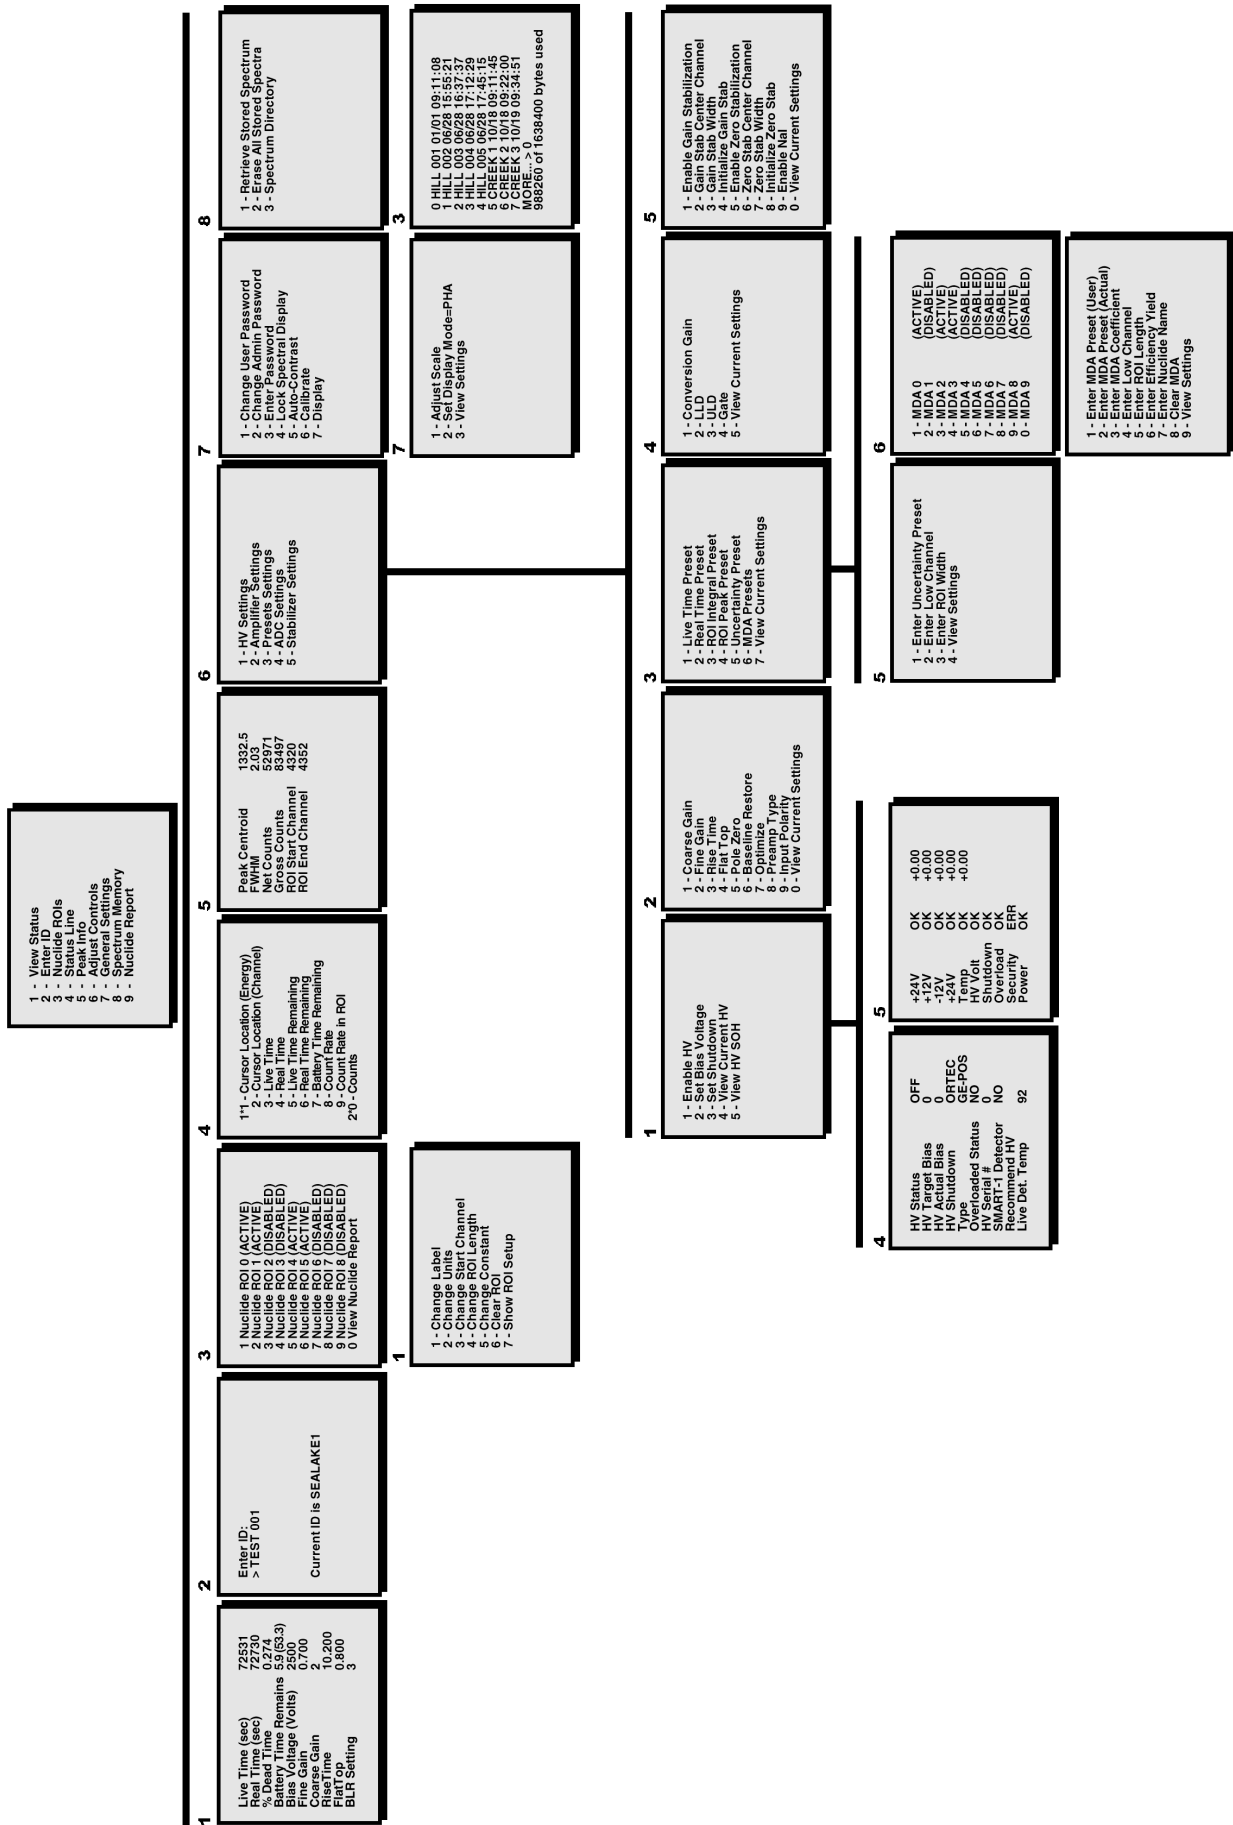 1 - View Status
2 - Enter ID
3 - Nuclide ROIs
4 - Status Line
5 - Peak Info
6 - Adjust Controls
7 - General Settings
8 - Spectrum Memory
9 - Nuclide Report
1
Live Time (sec) 72531
Real Time (sec) 72730
% Dead Time 0.274
Battery Time Remains 5.9(53.3)
Bias Voltage (Volts) 2500
Fine Gain 0.700
Coarse Gain 2
RiseTime 10.200
FlatTop 0.800
BLR Setting 3
2
Enter ID:
> TEST 001
Current ID is SEALAKE1
3
1 Nuclide ROI 0 (ACTIVE)
2 Nuclide ROI 1 (ACTIVE)
3 Nuclide ROI 2 (DISABLED)
4 Nuclide ROI 3 (DISABLED)
5 Nuclide ROI 4 (ACTIVE)
6 Nuclide ROI 5 (ACTIVE)
7 Nuclide ROI 6 (DISABLED)
8 Nuclide ROI 7 (DISABLED)
9 Nuclide ROI 8 (DISABLED)
0 View Nuclide Report
4
1*1 - Cursor Location (Energy)
2 - Cursor Location (Channel)
3 - Live Time
4 - Real Time
5 - Live Time Remaining
6 - Real Time Remaining
7 - Battery Time Remaining
8 - Count Rate
9 - Count Rate in ROI
2*0 - Counts
5
Peak Centroid 1332.5
FWHM 2.03
Net Counts 52971
Gross Counts 83497
ROI Start Channel 4320
ROI End Channel 4352
6
1 - HV Settings
2 - Amplifier Settings
3 - Presets Settings
4 - ADC Settings
5 - Stabilizer Settings
7
1 - Change User Password
2 - Change Admin Password
3 - Enter Password
4 - Lock Spectral Display
5 - Auto-Contrast
6 - Calibrate
7 - Display
8
1 - Retrieve Stored Spectrum
2 - Erase All Stored Spectra
3 - Spectrum Directory
1
1 - Change Label
2 - Change Units
3 - Change Start Channel
4 - Change ROI Length
5 - Change Constant
6 - Clear ROI
7 - Show ROI Setup
7
1 - Adjust Scale
2 - Set Display Mode=PHA
3 - View Settings
3
0 HILL 001 01/01 09:11:08
1 HILL 002 06/28 15:55:21
2 HILL 003 06/28 16:37:37
3 HILL 004 06/28 17:12:29
4 HILL 005 06/28 17:45:15
5 CREEK 1 10/18 09:11:45
6 CREEK 2 10/18 09:22:00
7 CREEK 3 10/19 09:34:51
MORE... > 0
988260 of 1638400 bytes used
1
1 - Enable HV
2 - Set Bias Voltage
3 - Set Shutdown
4 - View Current HV
5 - View HV SOH
2
1 - Coarse Gain
2 - Fine Gain
3 - Rise Time
4 - Flat Top
5 - Pole Zero
6 - Baseline Restore
7 - Optimize
8 - Preamp Type
9 - Input Polarity
0 - View Current Settings
3
1 - Live Time Preset
2 - Real Time Preset
3 - ROI Integral Preset
4 - ROI Peak Preset
5 - Uncertainty Preset
6 - MDA Presets
7 - View Current Settings
4
1 - Conversion Gain
2 - LLD
3 - ULD
4 - Gate
5 - View Current Settings
5
1 - Enable Gain Stabilization
2 - Gain Stab Center Channel
3 - Gain Stab Width
4 - Initialize Gain Stab
5 - Enable Zero Stabilization
6 - Zero Stab Center Channel
7 - Zero Stab Width
8 - Initialize Zero Stab
9 - Enable NaI
0 - View Current Settings
4
HV Status OFF
HV Target Bias 0
HV Actual Bias 0
HV Shutdown ORTEC
Type GE-POS
Overloaded Status NO
HV Serial # 0
SMART-1 Detector NO
Recommend HV
Live Det. Temp 92
5
+24V OK +0.00
+12V OK +0.00
-12V OK +0.00
+24V OK +0.00
Temp OK +0.00
HV Volt OK
Shutdown OK
Overload OK
Security ERR
Power OK
5
1 - Enter Uncertainty Preset
2 - Enter Low Channel
3 - Enter ROI Width
4 - View Settings
6
1 - MDA 0 (ACTIVE)
2 - MDA 1 (DISABLED)
3 - MDA 2 (ACTIVE)
4 - MDA 3 (ACTIVE)
5 - MDA 4 (DISABLED)
6 - MDA 5 (DISABLED)
7 - MDA 6 (DISABLED)
8 - MDA 7 (DISABLED)
9 - MDA 8 (ACTIVE)
0 - MDA 9 (DISABLED)
1 - Enter MDA Preset (User)
2 - Enter MDA Preset (Actual)
3 - Enter MDA Coefficient
4 - Enter Low Channel
5 - Enter ROI Length
6 - Enter Efficiency Yield
7 - Enter Nuclide Name
8 - Clear MDA
9 - View Settings